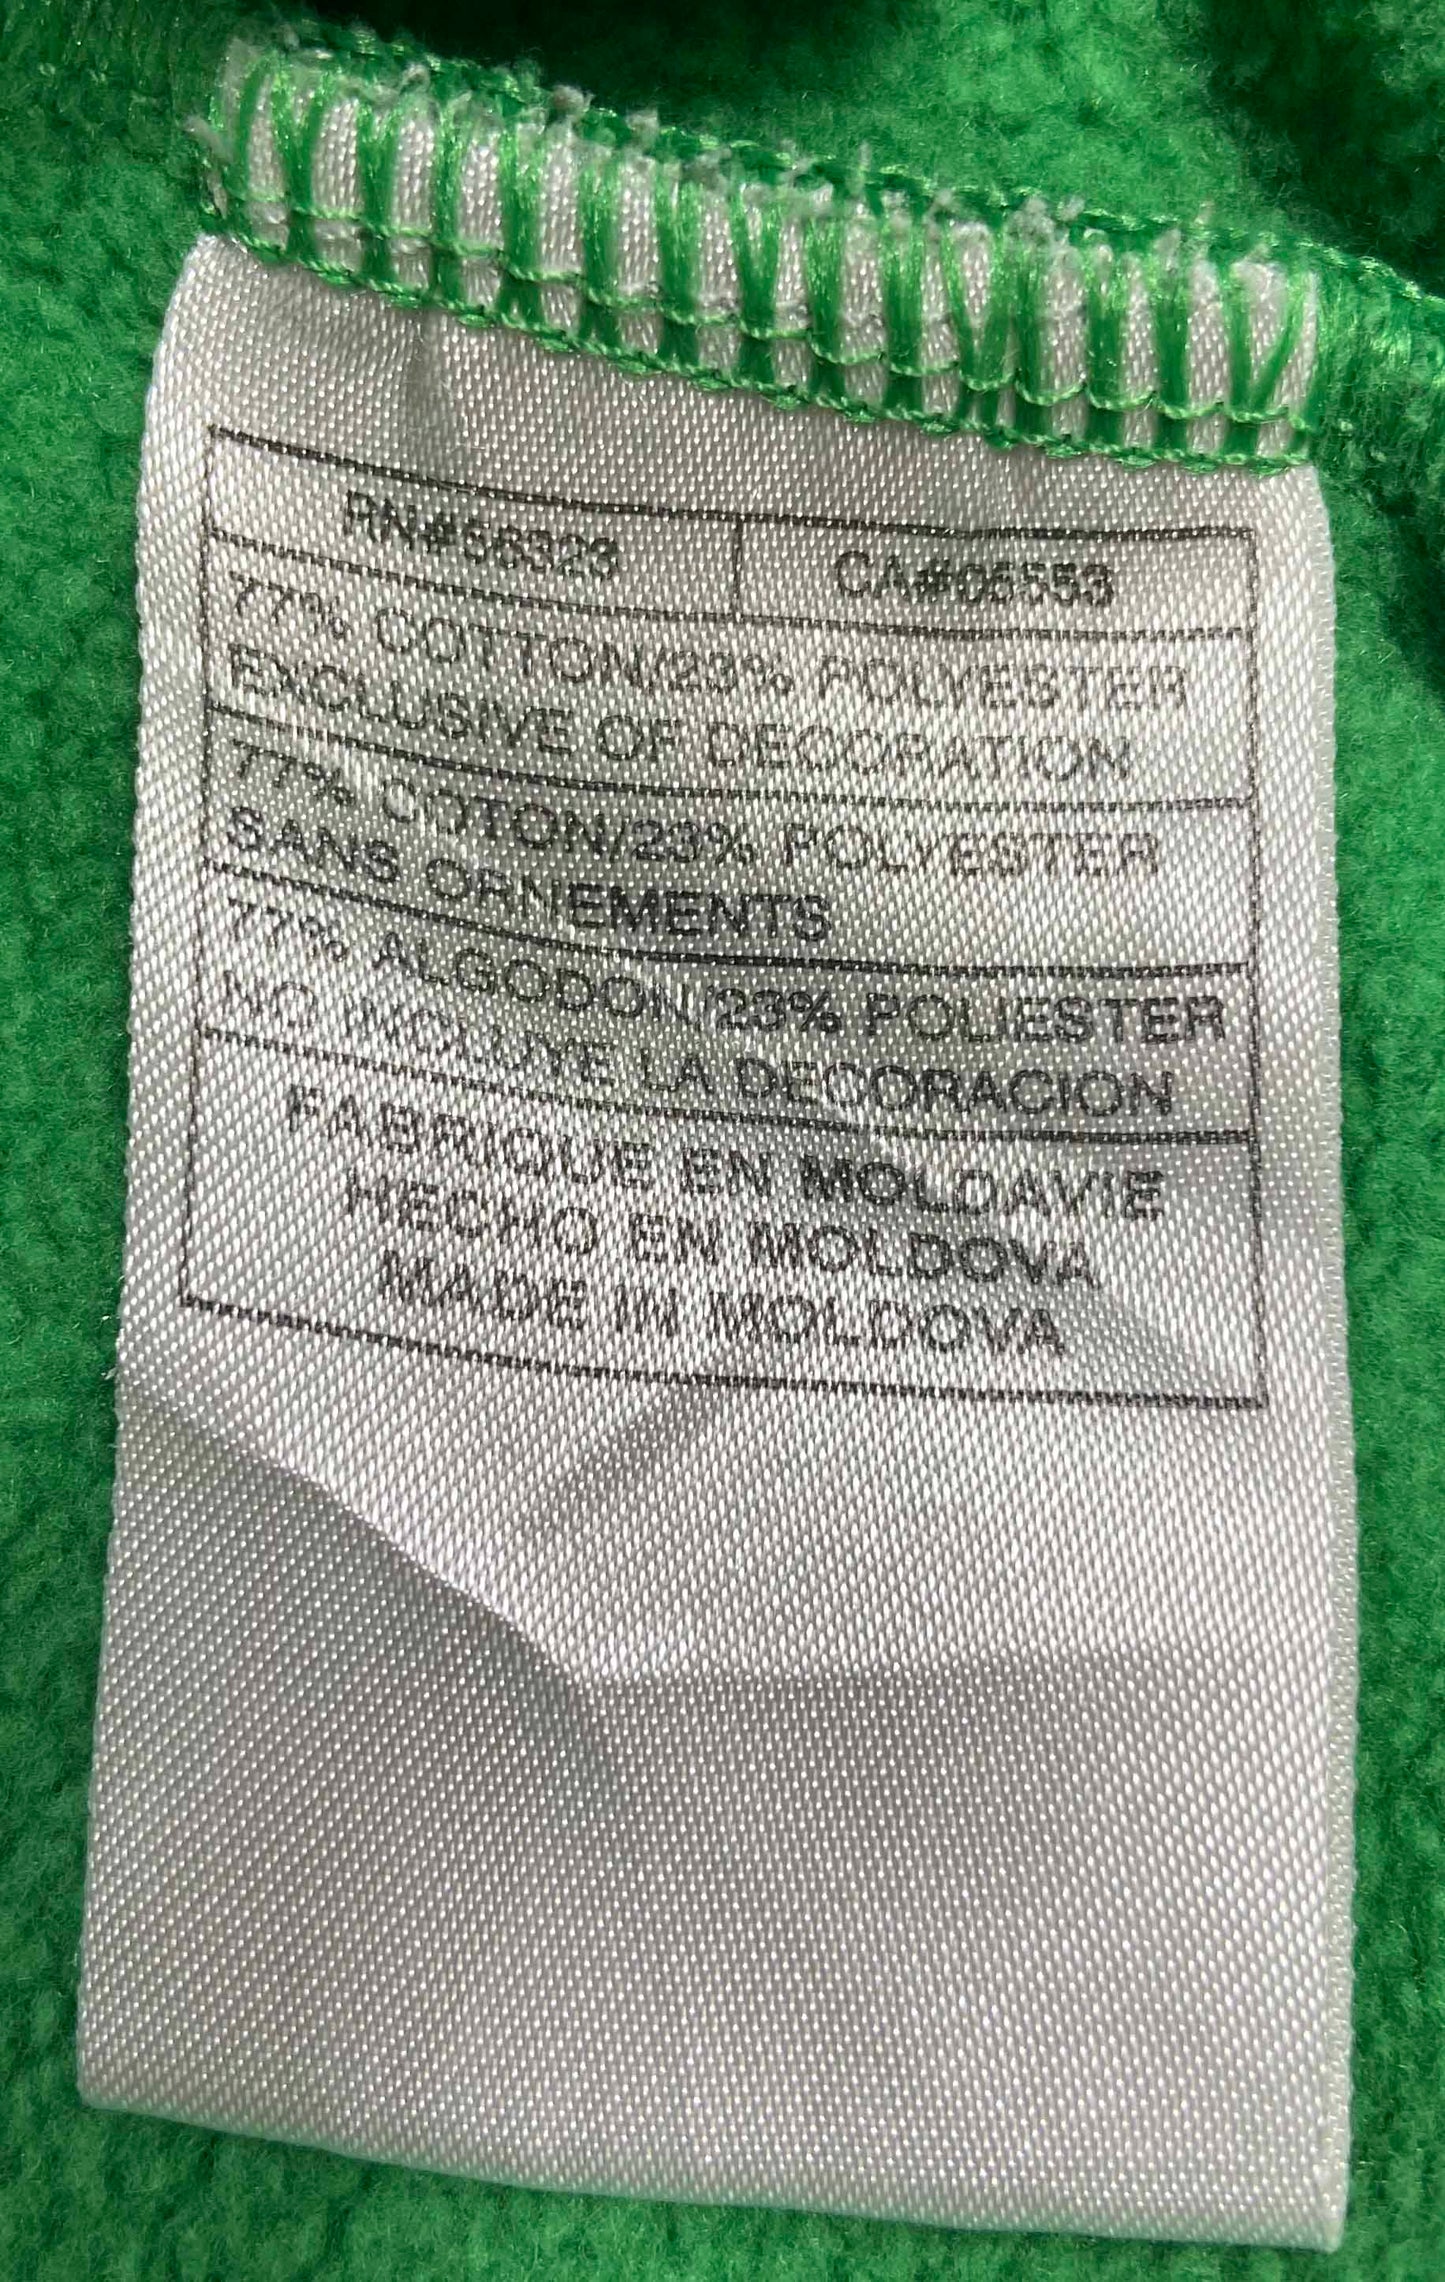 RN#56323 CA#05553
77% COTTON/23% POLYESTER
EXCLUSIVE OF DECORATION
77% COTON/23% POLYESTER
SANS ORNEMENTS
77% ALGODON/23% POLIESTER
NO INCLUYE LA DECORACION
FABRIQUE EN MOLDAVIE
HECHO EN MOLDOVA
MADE IN MOLDOVA